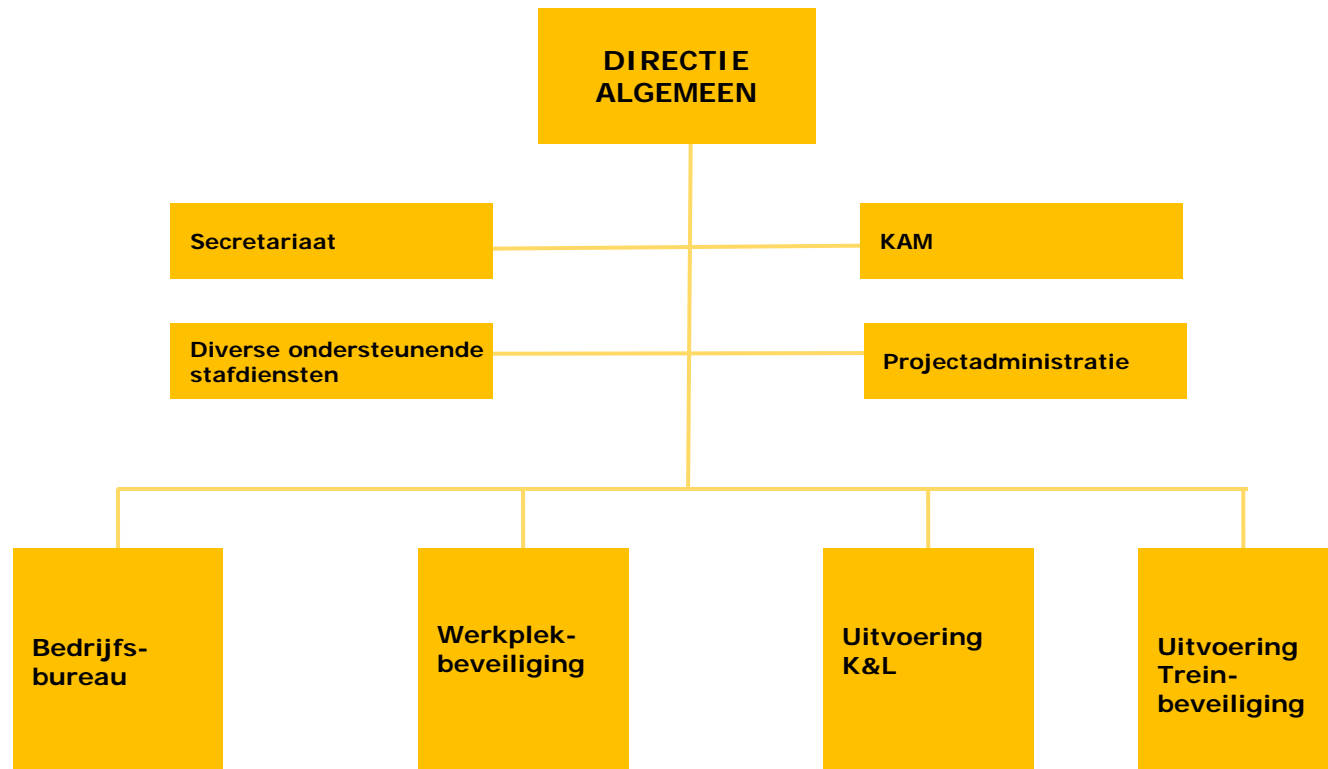 DIRECTIE
ALGEMEEN
Secretariaat
KAM
Diverse ondersteunende
stafdiensten
Projectadministratie
Bedrijfs-
bureau
Werkplek-
beveiliging
Uitvoering
K&L
Uitvoering
Trein-
beveiliging